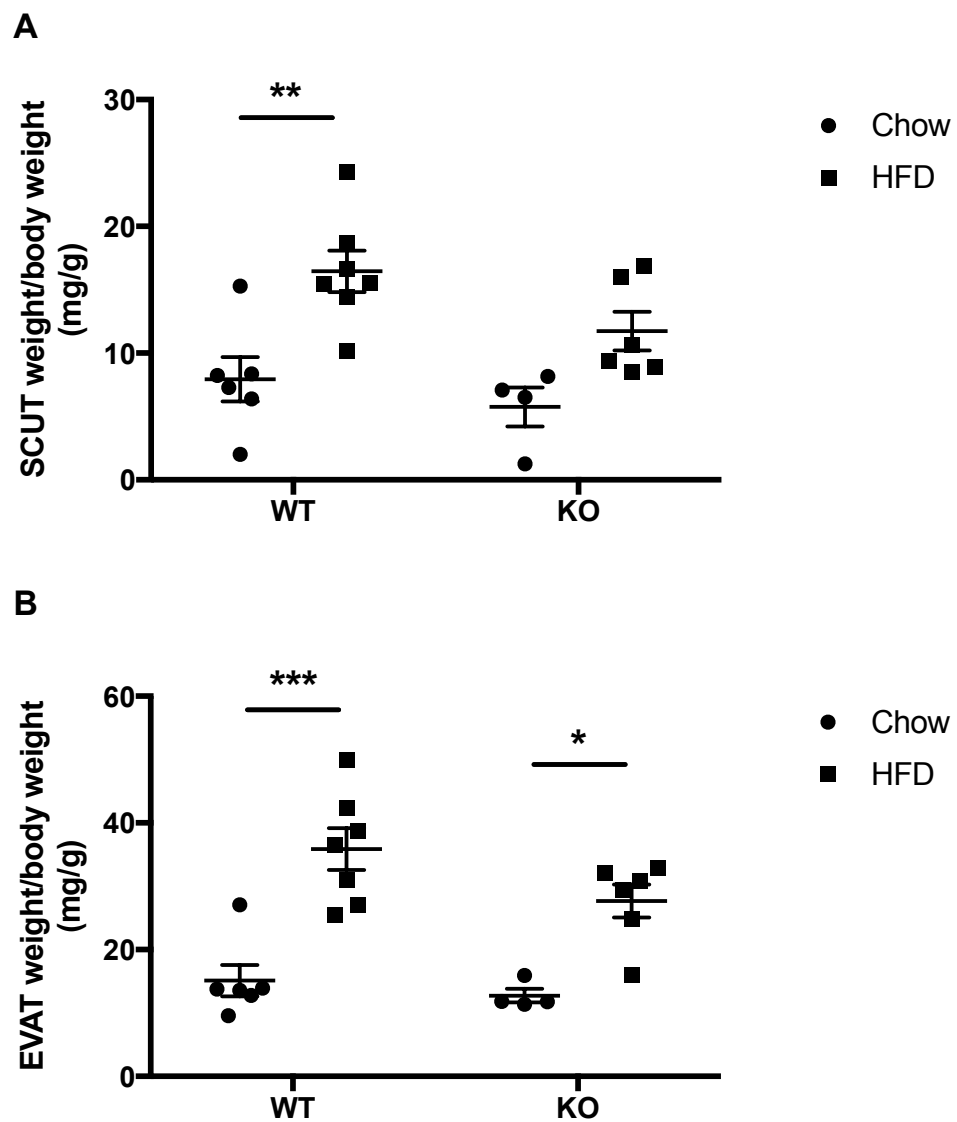 A
SCUT weight/body weight
(mg/g)
30
20
10
0
**
WT
KO
Chow
HFD
B
EVAT weight/body weight
(mg/g)
60
40
20
0
***
*
WT
KO
Chow
HFD